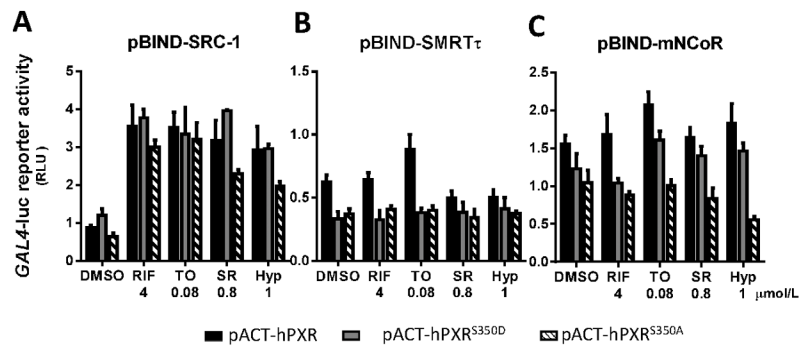 A
B
C
pBIND-SRC-1
pBIND-SMRTτ
pBIND-mNCoR
GAL4-luc reporter activity
(RLU)
5
4
3
2
1
0
1.5
1.0
0.5
0.0
2.5
2.0
1.5
1.0
0.5
0.0
DMSO RIF TO SR Hyp
4 0.08 0.8 1
DMSO RIF TO SR Hyp
4 0.08 0.8 1
DMSO RIF TO SR Hyp
4 0.08 0.8 1 μmol/L
pACT-hPXR pACT-hPXR^S350D pACT-hPXR^S350A